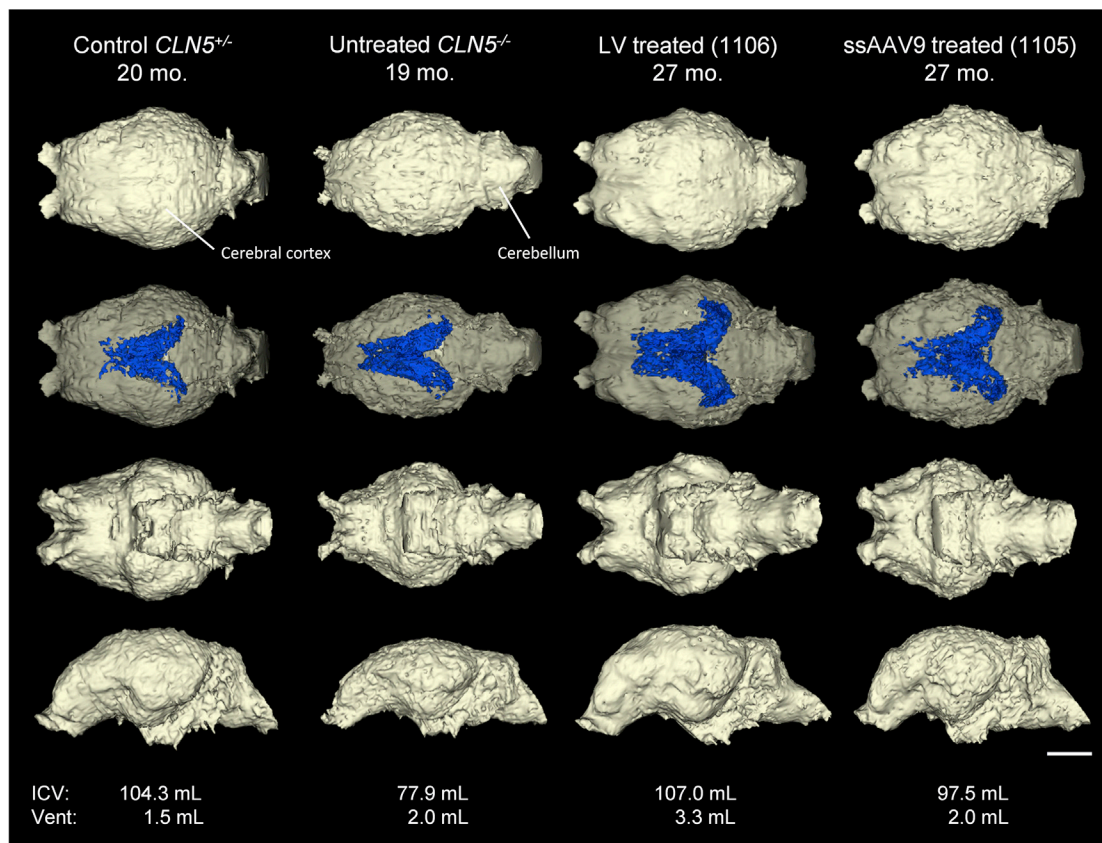 Control CLN5+/-
20 mo.
Untreated CLN5-/-
19 mo.
LV treated (1106)
27 mo.
ssAAV9 treated (1105)
27 mo.
Cerebral cortex
Cerebellum
ICV: 104.3 mL 77.9 mL 107.0 mL 97.5 mL
Vent: 1.5 mL 2.0 mL 3.3 mL 2.0 mL